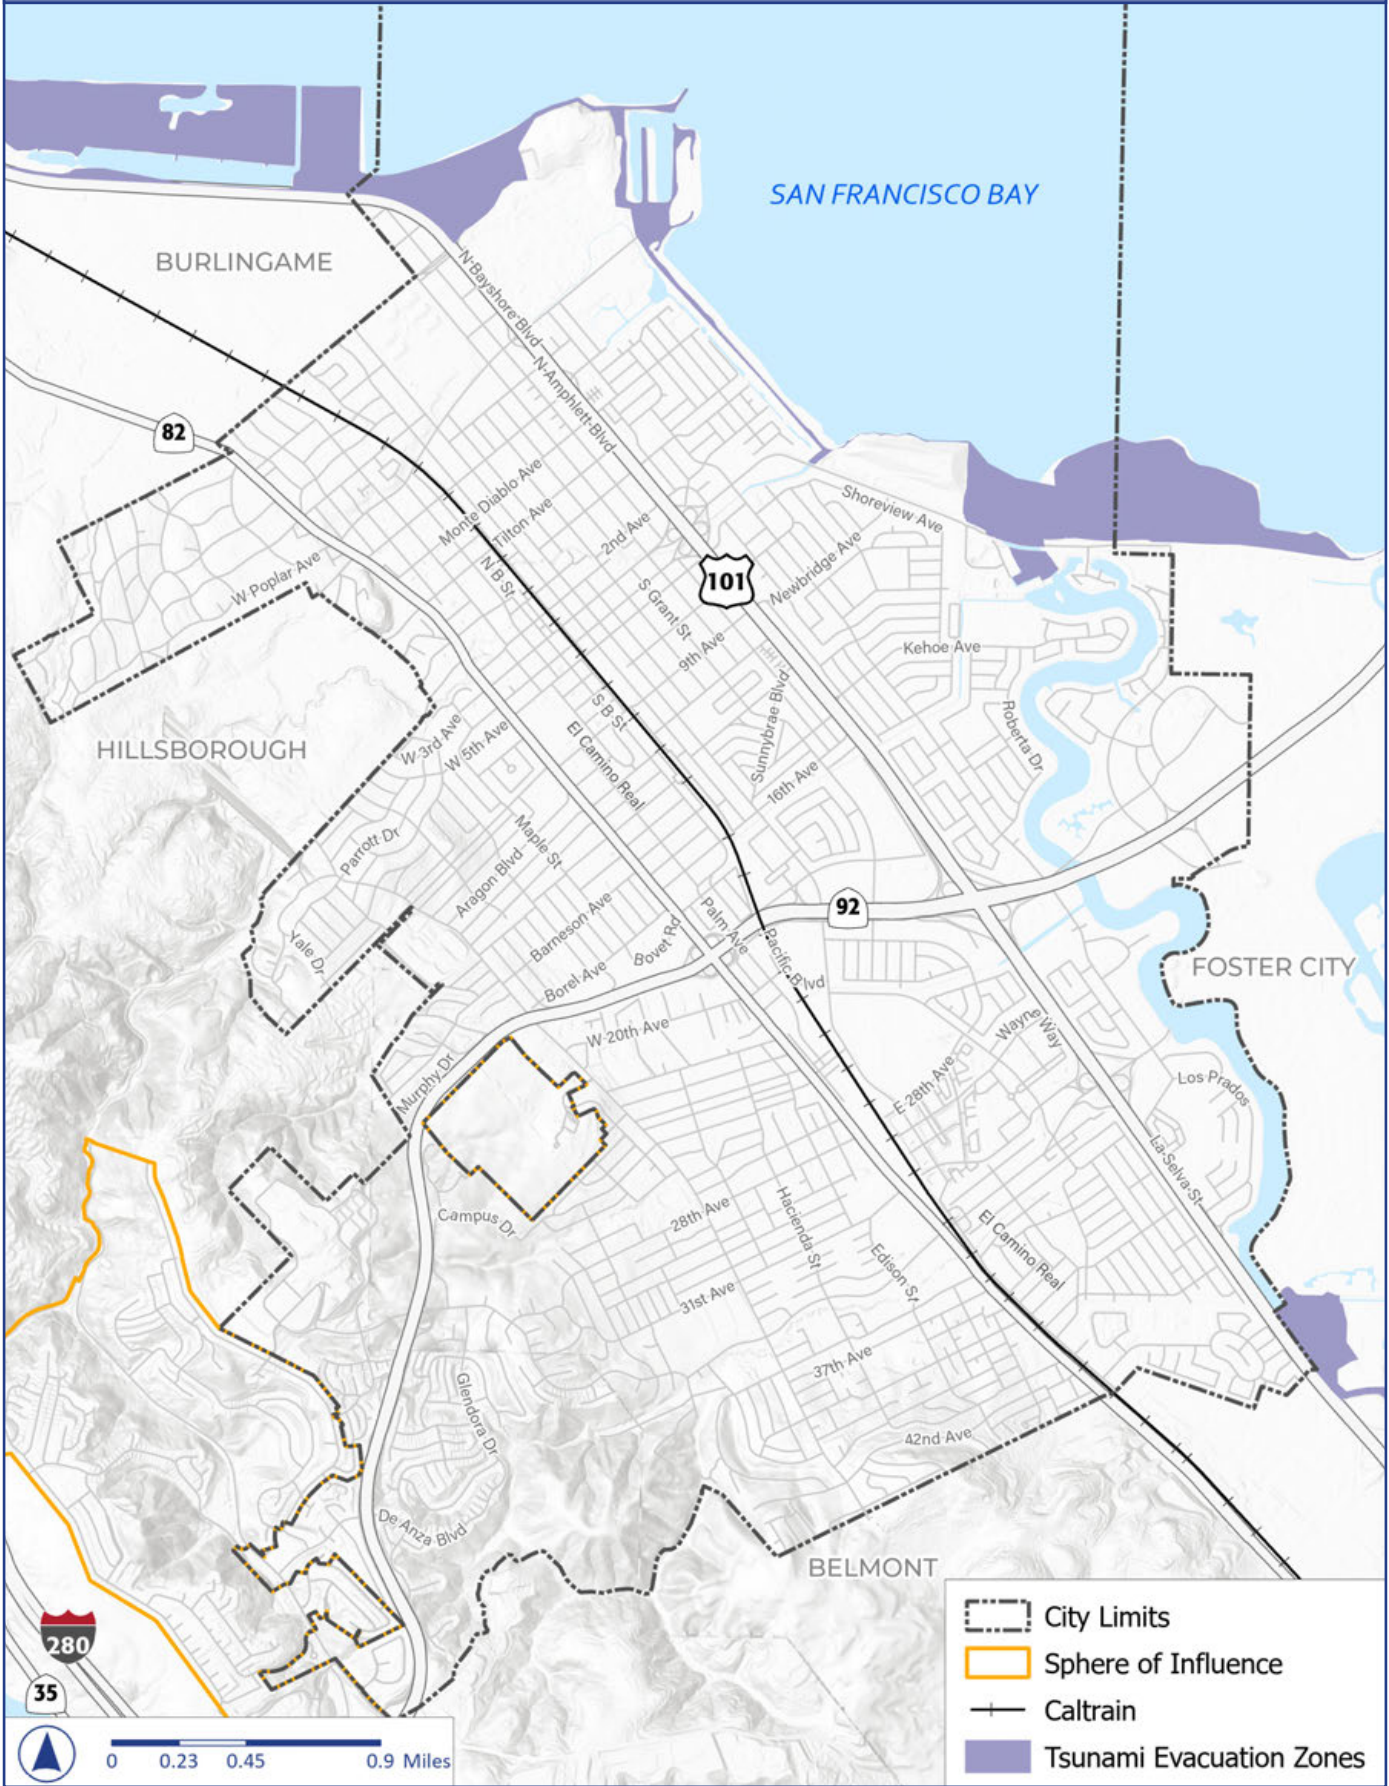 SAN FRANCISCO BAY
BURLINGAME
N Bayshore Blvd
N Amphlett Blvd
82
Monte Diablo Ave
Tilton Ave
2nd Ave
Shoreview Ave
N B St
101
Newbridge Ave
W Poplar Ave
S Grant St
9th Ave
Kehoe Ave
HILLSBOROUGH
W 3rd Ave
W 5th Ave
S B St
El Camino Real
Sunnybrae Blvd
16th Ave
Roberta Dr
Parrott Dr
Maple St
Aragon Blvd
Barneson Ave
Bovet Rd
Palm Ave
92
Yale Dr
Borel Ave
Pacific Blvd
FOSTER CITY
W 20th Ave
Wayne Way
Murphy Dr
E 28th Ave
Los Prados
Campus Dr
28th Ave
Hacienda St
La Selva St
31st Ave
Edison St
El Camino Real
37th Ave
Glendora Dr
42nd Ave
De Anza Blvd
BELMONT
280
35
City Limits
Sphere of Influence
Caltrain
Tsunami Evacuation Zones
0 0.23 0.45 0.9 Miles